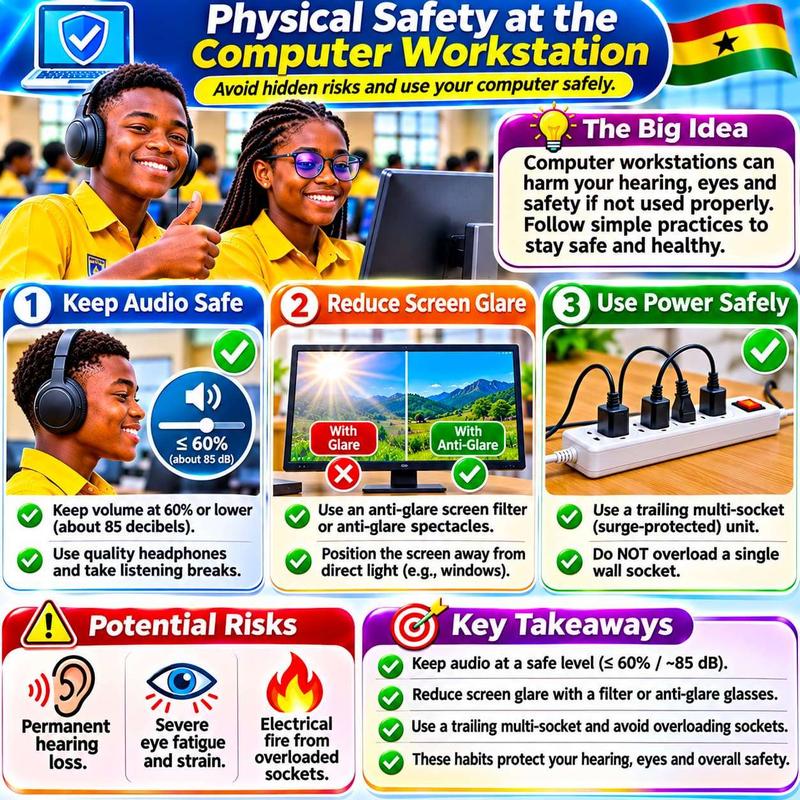 Physical Safety at the
Computer Workstation
Avoid hidden risks and use your computer safely.
The Big Idea
Computer workstations can
harm your hearing, eyes and
safety if not used properly.
Follow simple practices to
stay safe and healthy.
1 Keep Audio Safe
≤ 60%
(about 85 dB)
Keep volume at 60% or lower
(about 85 decibels).
Use quality headphones
and take listening breaks.
2 Reduce Screen Glare
With
Glare
With
Anti-Glare
Use an anti-glare screen filter
or anti-glare spectacles.
Position the screen away from
direct light (e.g., windows).
3 Use Power Safely
Use a trailing multi-socket
(surge-protected) unit.
Do NOT overload a single
wall socket.
Potential Risks
Permanent
hearing
loss.
Severe
eye fatigue
and strain.
Electrical
fire from
overloaded
sockets.
Key Takeaways
Keep audio at a safe level (≤ 60% / ~85 dB).
Reduce screen glare with a filter or anti-glare glasses.
Use a trailing multi-socket and avoid overloading sockets.
These habits protect your hearing, eyes and overall safety.